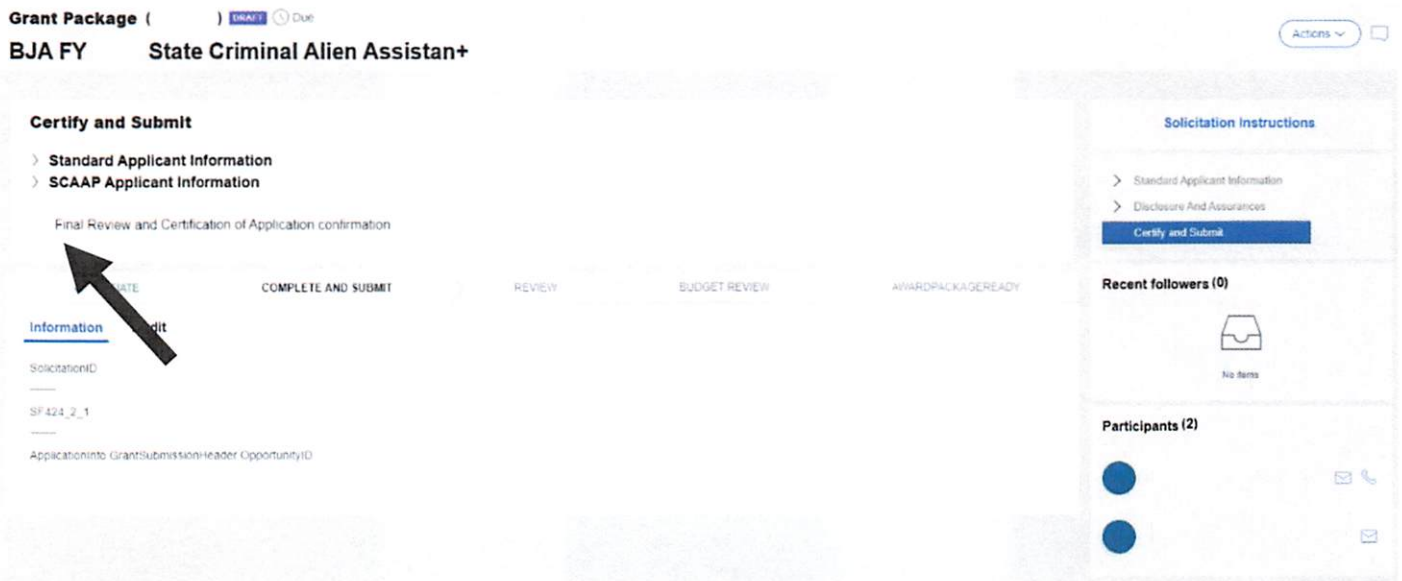 Grant Package ( ) DRAFT Due
BJA FY State Criminal Alien Assistan+
Actions
Certify and Submit
Standard Applicant Information
SCAAP Applicant Information
Final Review and Certification of Application confirmation
COMPLETE AND SUBMIT
REVIEW
BUDGET REVIEW
AWARDPACKAGEREADY
Information
SolicitationID
SF424_2_1
ApplicationInfo GrantSubmissionHeader OpportunityID
Solicitation Instructions
Standard Applicant Information
Disclosure And Assurances
Certify and Submit
Recent followers (0)
No items
Participants (2)